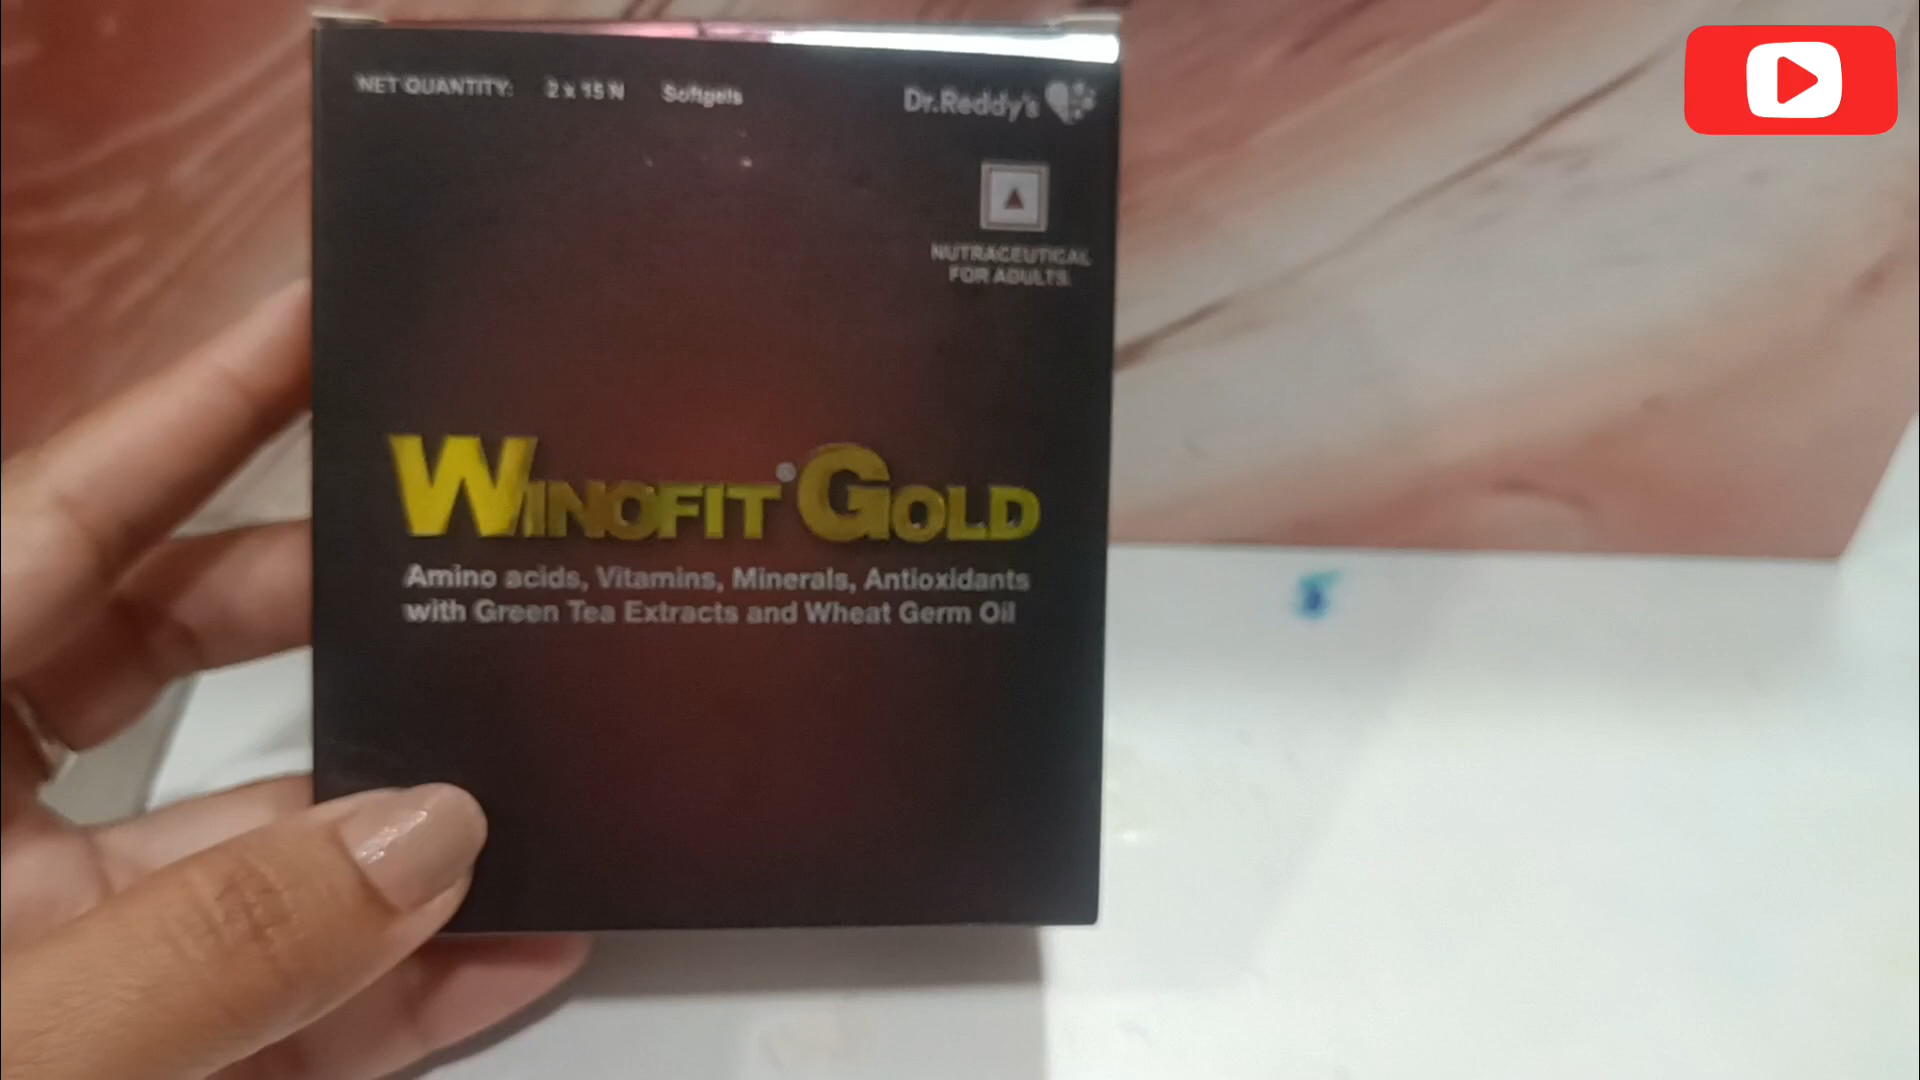 NET QUANTITY: 2 x 15 N Softgels
Dr.Reddy's
NUTRACEUTICAL
FOR ADULTS.
WINOFIT® GOLD
Amino acids, Vitamins, Minerals, Antioxidants
with Green Tea Extracts and Wheat Germ Oil